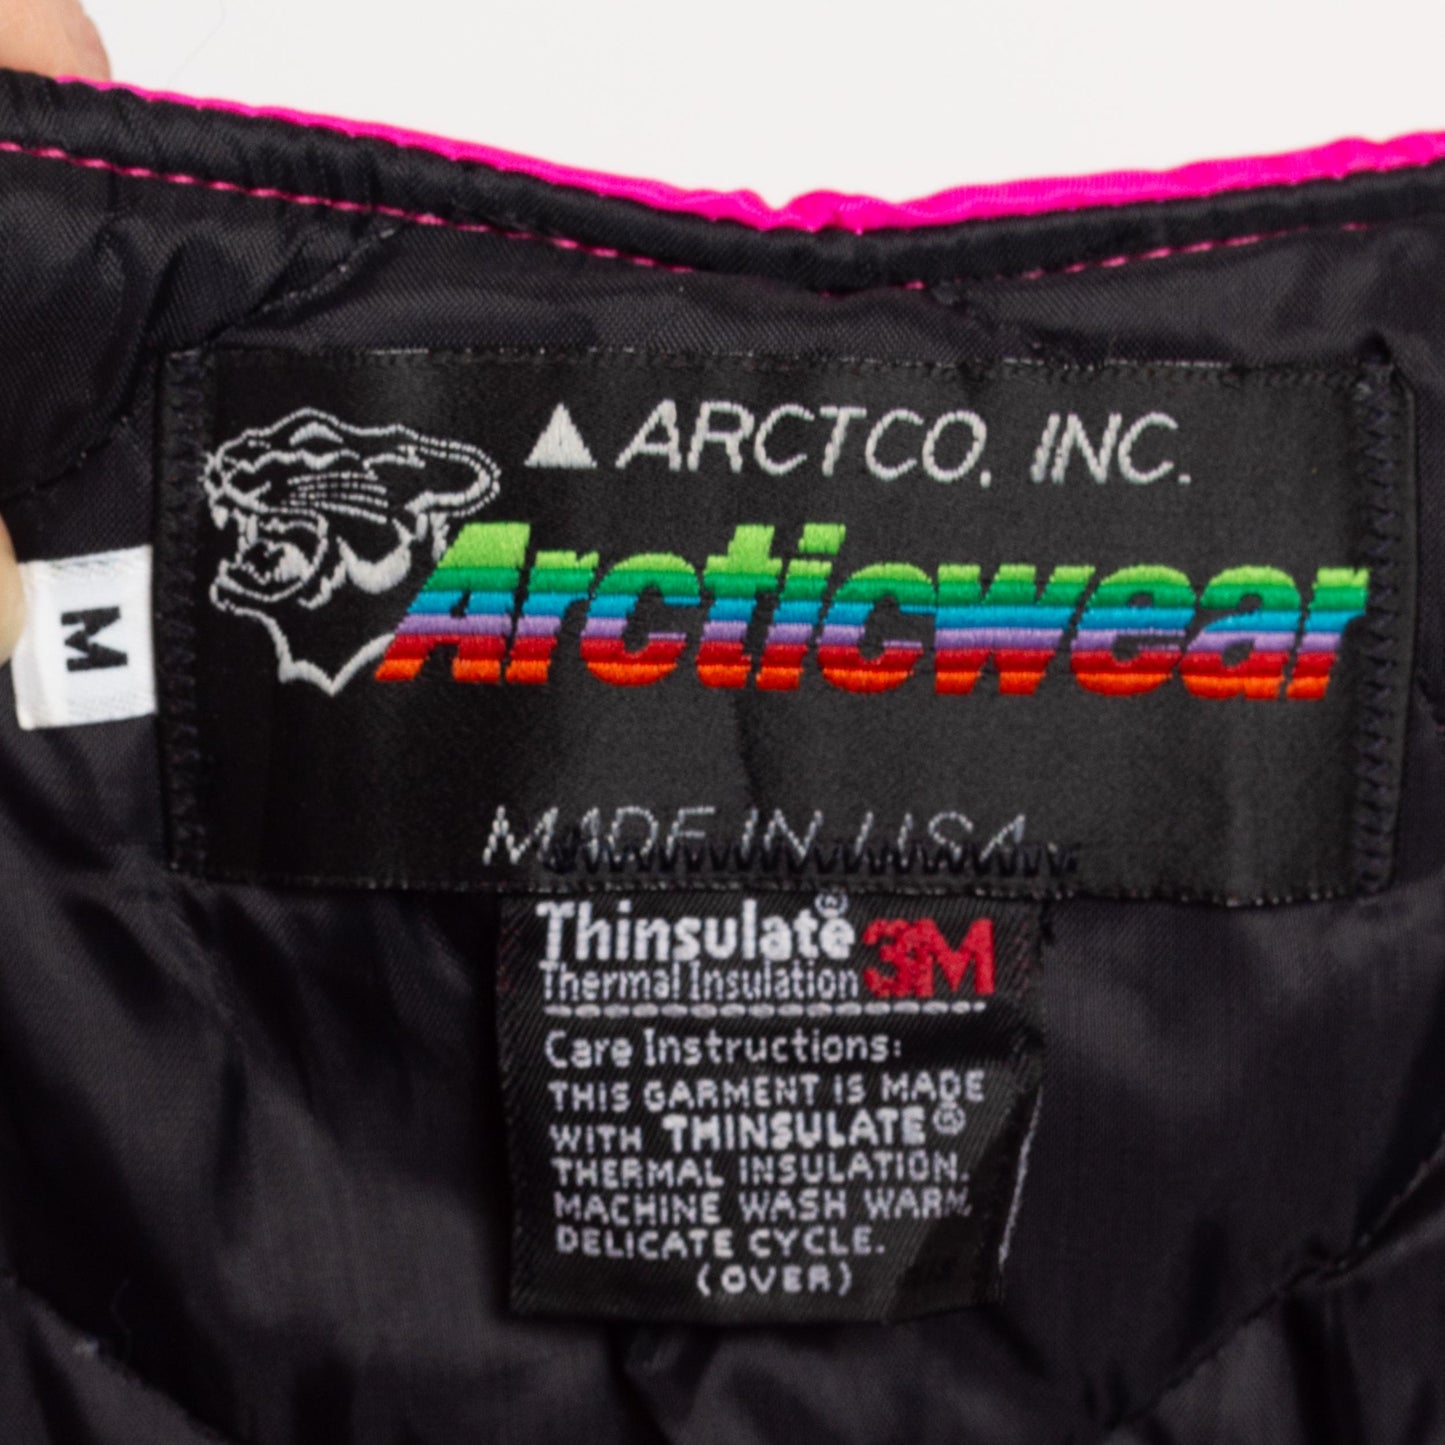 ARCTCO, INC.
Arcticwear
M
MADE IN USA
Thinsulate® 3M
Thermal Insulation
Care Instructions:
THIS GARMENT IS MADE
WITH THINSULATE®
THERMAL INSULATION.
MACHINE WASH WARM,
DELICATE CYCLE.
(OVER)